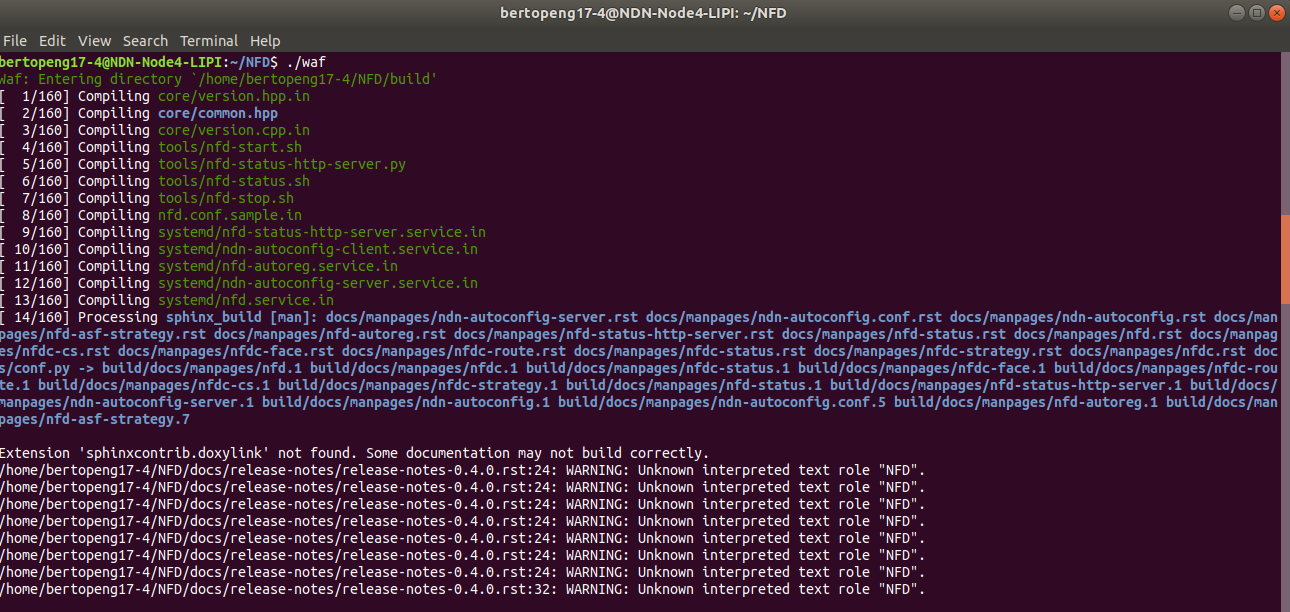 bertopeng17-4@NDN-Node4-LIPI: ~/NFD
File Edit View Search Terminal Help
bertopeng17-4@NDN-Node4-LIPI:~/NFD$ ./waf
Waf: Entering directory `/home/bertopeng17-4/NFD/build'
[  1/160] Compiling core/version.hpp.in
[  2/160] Compiling core/common.hpp
[  3/160] Compiling core/version.cpp.in
[  4/160] Compiling tools/nfd-start.sh
[  5/160] Compiling tools/nfd-status-http-server.py
[  6/160] Compiling tools/nfd-status.sh
[  7/160] Compiling tools/nfd-stop.sh
[  8/160] Compiling nfd.conf.sample.in
[  9/160] Compiling systemd/nfd-status-http-server.service.in
[ 10/160] Compiling systemd/ndn-autoconfig-client.service.in
[ 11/160] Compiling systemd/nfd-autoreg.service.in
[ 12/160] Compiling systemd/ndn-autoconfig-server.service.in
[ 13/160] Compiling systemd/nfd.service.in
[ 14/160] Processing sphinx_build [man]: docs/manpages/ndn-autoconfig-server.rst docs/manpages/ndn-autoconfig.conf.rst docs/manpages/ndn-autoconfig.rst docs/man
pages/nfd-asf-strategy.rst docs/manpages/nfd-autoreg.rst docs/manpages/nfd-status-http-server.rst docs/manpages/nfd-status.rst docs/manpages/nfd.rst docs/manpag
es/nfdc-cs.rst docs/manpages/nfdc-face.rst docs/manpages/nfdc-route.rst docs/manpages/nfdc-status.rst docs/manpages/nfdc-strategy.rst docs/manpages/nfdc.rst doc
s/conf.py -> build/docs/manpages/nfd.1 build/docs/manpages/nfdc.1 build/docs/manpages/nfdc-status.1 build/docs/manpages/nfdc-face.1 build/docs/manpages/nfdc-rou
te.1 build/docs/manpages/nfdc-cs.1 build/docs/manpages/nfdc-strategy.1 build/docs/manpages/nfd-status.1 build/docs/manpages/nfd-status-http-server.1 build/docs/
manpages/ndn-autoconfig-server.1 build/docs/manpages/ndn-autoconfig.1 build/docs/manpages/ndn-autoconfig.conf.5 build/docs/manpages/nfd-autoreg.1 build/docs/man
pages/nfd-asf-strategy.7
Extension 'sphinxcontrib.doxylink' not found. Some documentation may not build correctly.
/home/bertopeng17-4/NFD/docs/release-notes/release-notes-0.4.0.rst:24: WARNING: Unknown interpreted text role "NFD".
/home/bertopeng17-4/NFD/docs/release-notes/release-notes-0.4.0.rst:24: WARNING: Unknown interpreted text role "NFD".
/home/bertopeng17-4/NFD/docs/release-notes/release-notes-0.4.0.rst:24: WARNING: Unknown interpreted text role "NFD".
/home/bertopeng17-4/NFD/docs/release-notes/release-notes-0.4.0.rst:24: WARNING: Unknown interpreted text role "NFD".
/home/bertopeng17-4/NFD/docs/release-notes/release-notes-0.4.0.rst:24: WARNING: Unknown interpreted text role "NFD".
/home/bertopeng17-4/NFD/docs/release-notes/release-notes-0.4.0.rst:24: WARNING: Unknown interpreted text role "NFD".
/home/bertopeng17-4/NFD/docs/release-notes/release-notes-0.4.0.rst:24: WARNING: Unknown interpreted text role "NFD".
/home/bertopeng17-4/NFD/docs/release-notes/release-notes-0.4.0.rst:32: WARNING: Unknown interpreted text role "NFD".